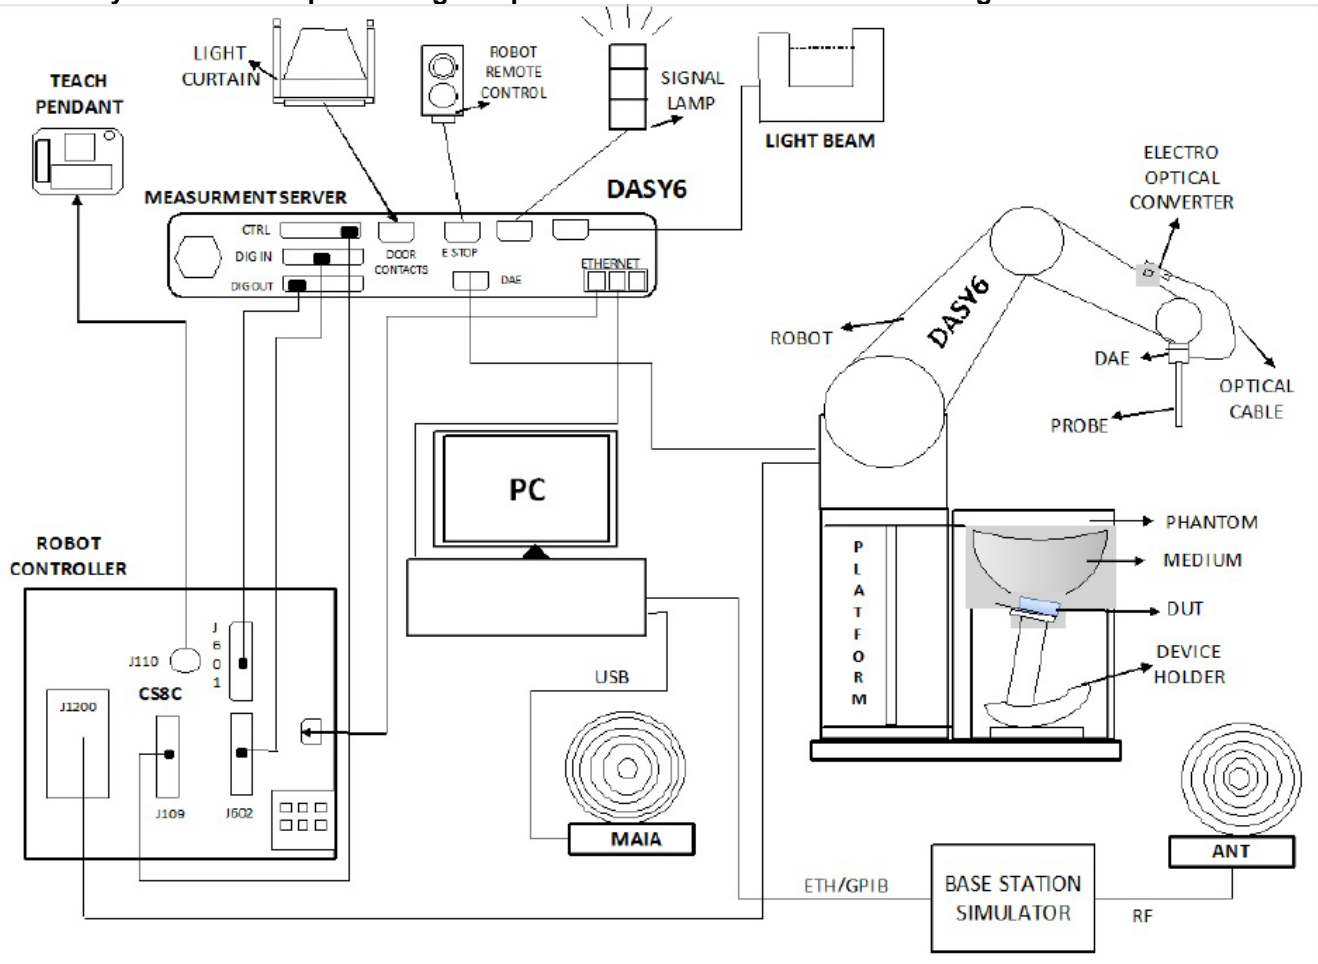 LIGHT
CURTAIN
ROBOT
REMOTE
CONTROL
SIGNAL
LAMP
LIGHT BEAM
TEACH
PENDANT
MEASURMENT SERVER
DASY6
CTRL
DIG IN
DIG OUT
DOOR
CONTACTS
E STOP
DAE
ETHERNET
ELECTRO
OPTICAL
CONVERTER
ROBOT
DASY6
DAE
OPTICAL
CABLE
PROBE
PC
PHANTOM
MEDIUM
DUT
DEVICE
HOLDER
PLATFORM
ROBOT
CONTROLLER
J110
J601
CS8C
J1200
J109
J602
USB
MAIA
ETH/GPIB
BASE STATION
SIMULATOR
RF
ANT